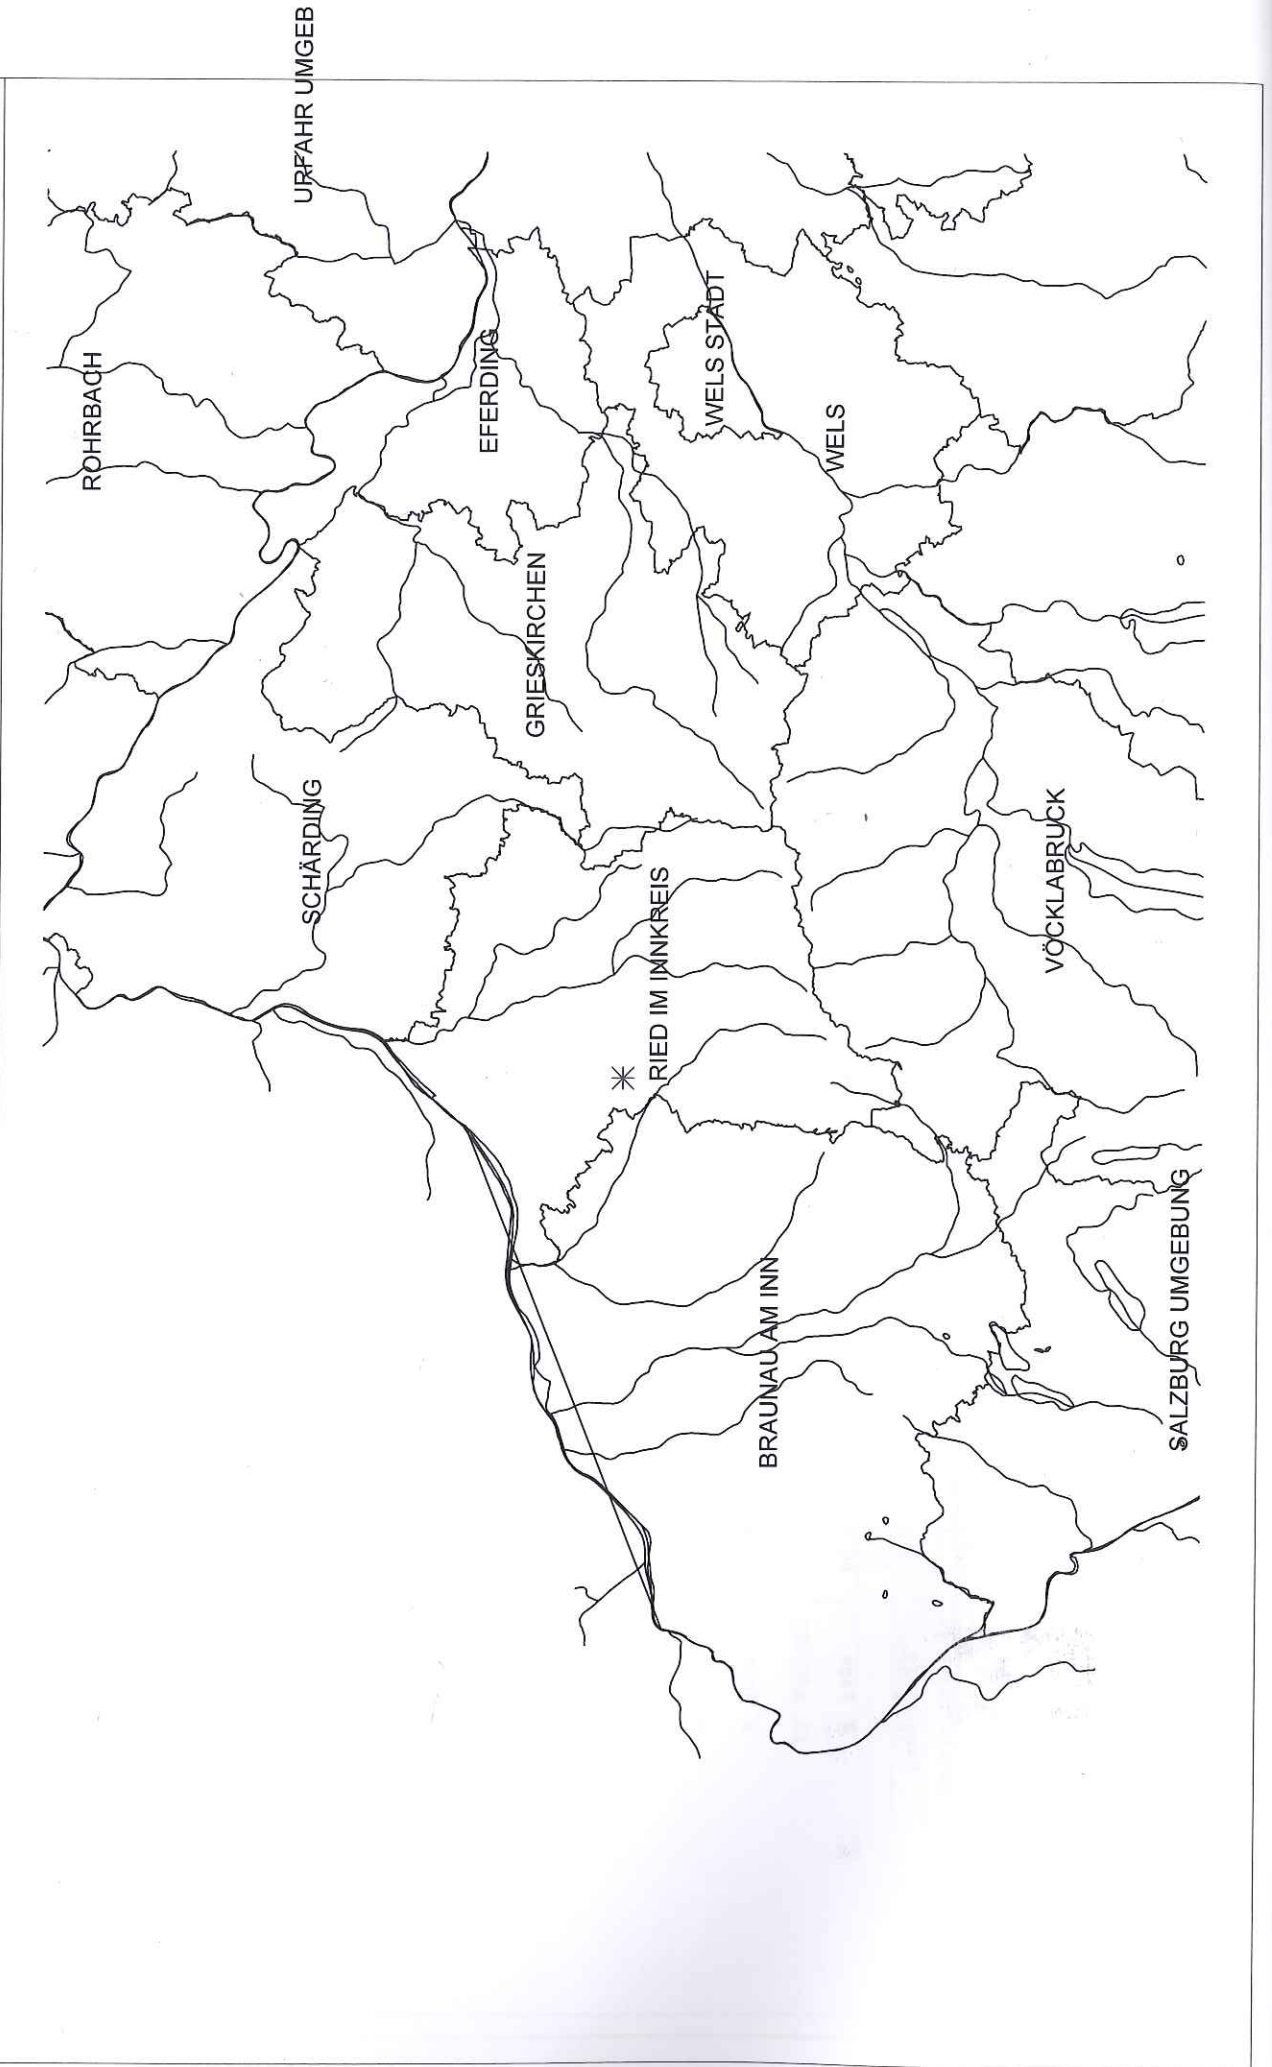 ROHRBACH
URFAHR UMGEB
SCHÄRDING
EFERDING
GRIESKIRCHEN
RIED IM INNKREIS
WELS STADT
BRAUNAU AM INN
WELS
VÖCKLABRUCK
SALZBURG UMGEBUNG